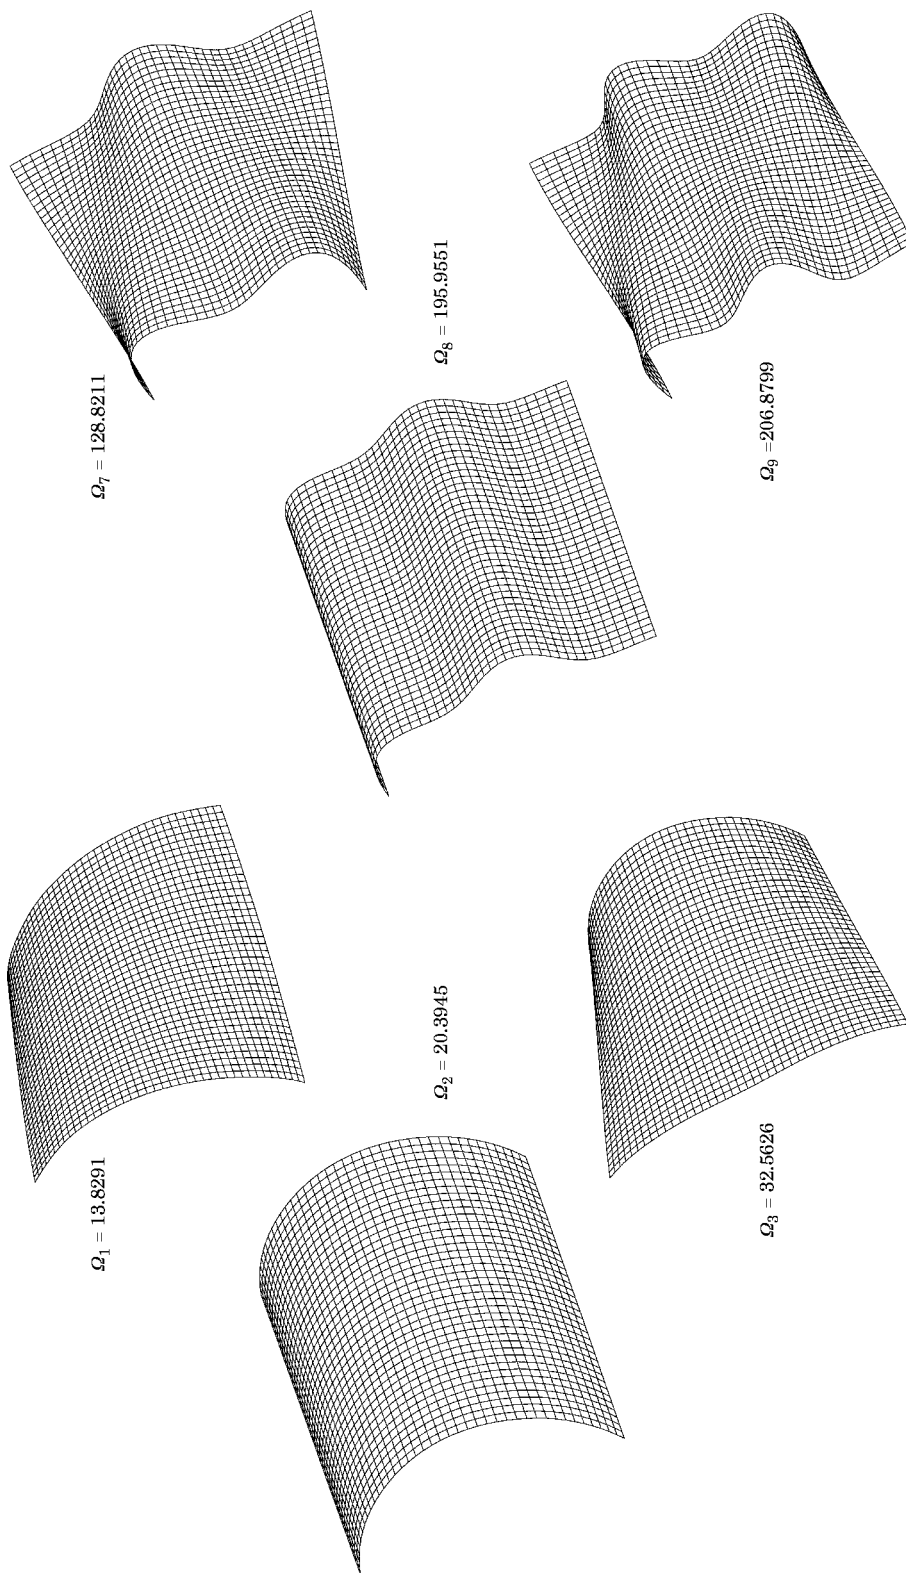 Ω₁ = 13.8291
Ω₂ = 20.3945
Ω₃ = 32.5626
Ω₇ = 128.8211
Ω₈ = 195.9551
Ω₉ =206.8799